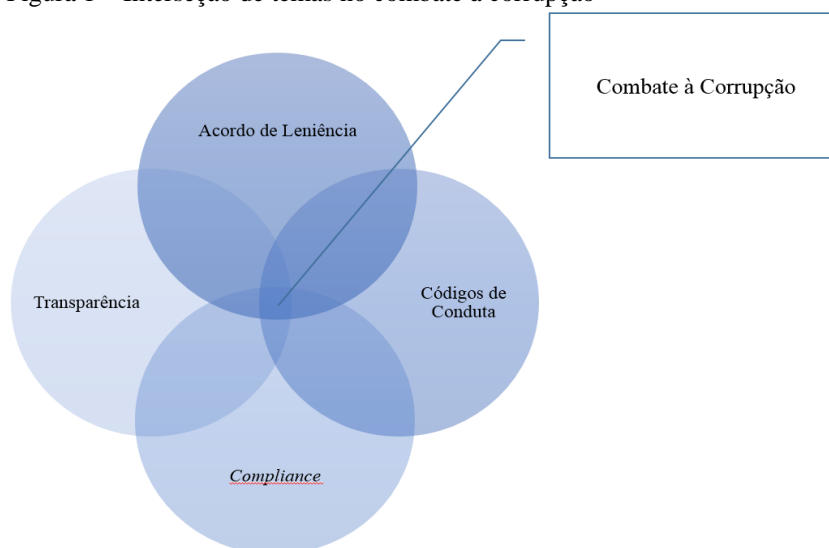 Figura 1 – Interseção de temas no combate à corrupção
Combate à Corrupção
Acordo de Leniência
Transparência
Códigos de
Conduta
Compliance